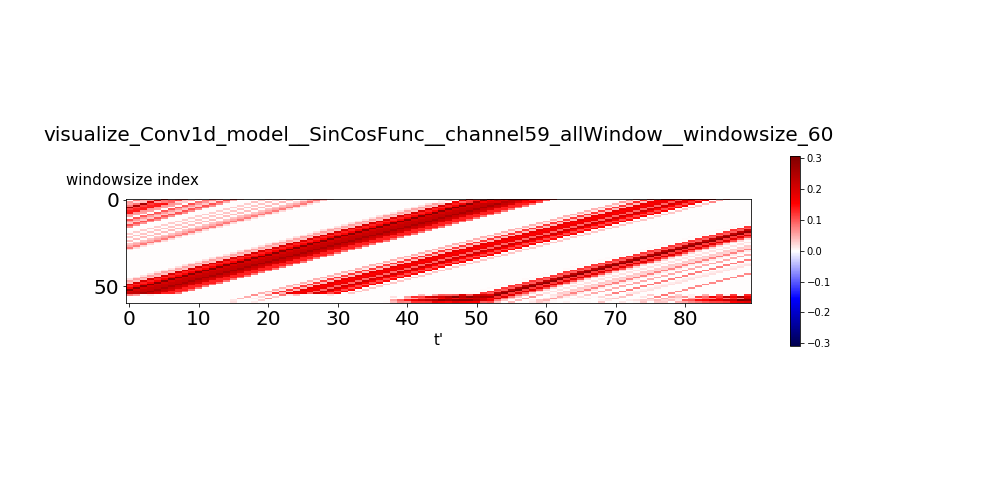 visualize_Conv1d_model__SinCosFunc__channel59_allWindow__windowsize_60
windowsize index
0
50
0 10 20 30 40 50 60 70 80
t'
0.3
0.2
0.1
0.0
−0.1
−0.2
−0.3